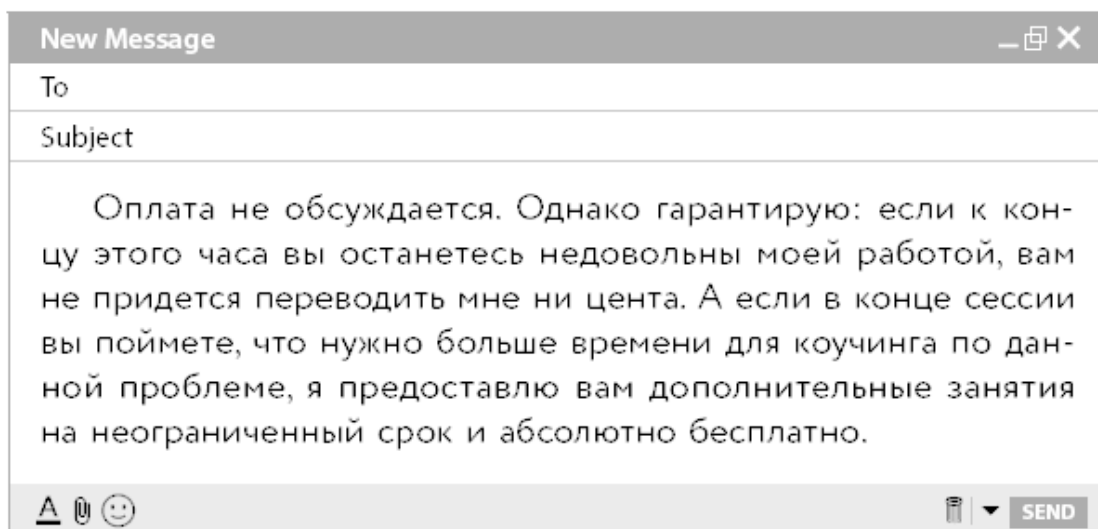 New Message
To
Subject
Оплата не обсуждается. Однако гарантирую: если к кон-
цу этого часа вы останетесь недовольны моей работой, вам
не придется переводить мне ни цента. А если в конце сессии
вы поймете, что нужно больше времени для коучинга по дан-
ной проблеме, я предоставлю вам дополнительные занятия
на неограниченный срок и абсолютно бесплатно.
A SEND